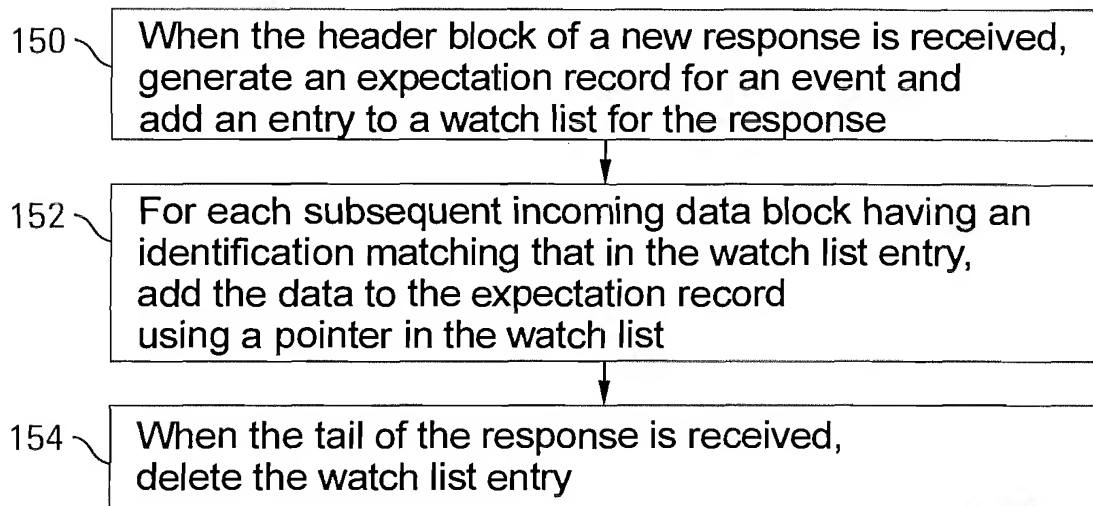 150
When the header block of a new response is received,
generate an expectation record for an event and
add an entry to a watch list for the response
152
For each subsequent incoming data block having an
identification matching that in the watch list entry,
add the data to the expectation record
using a pointer in the watch list
154
When the tail of the response is received,
delete the watch list entry